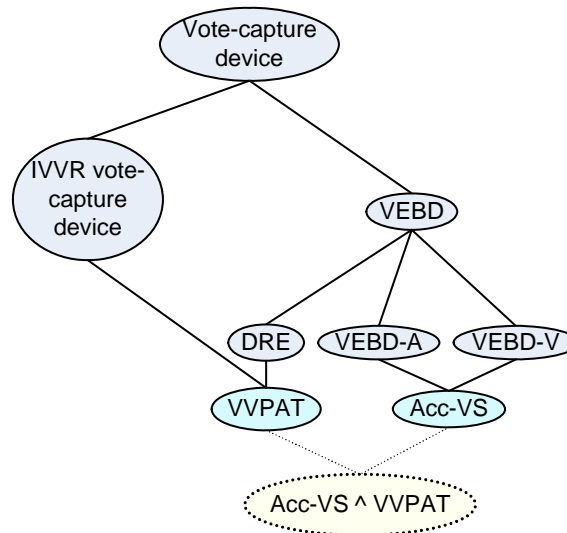 Vote-capture
device
IVVR vote-
capture
device
VEBD
DRE
VEBD-A
VEBD-V
VVPAT
Acc-VS
Acc-VS ^ VVPAT